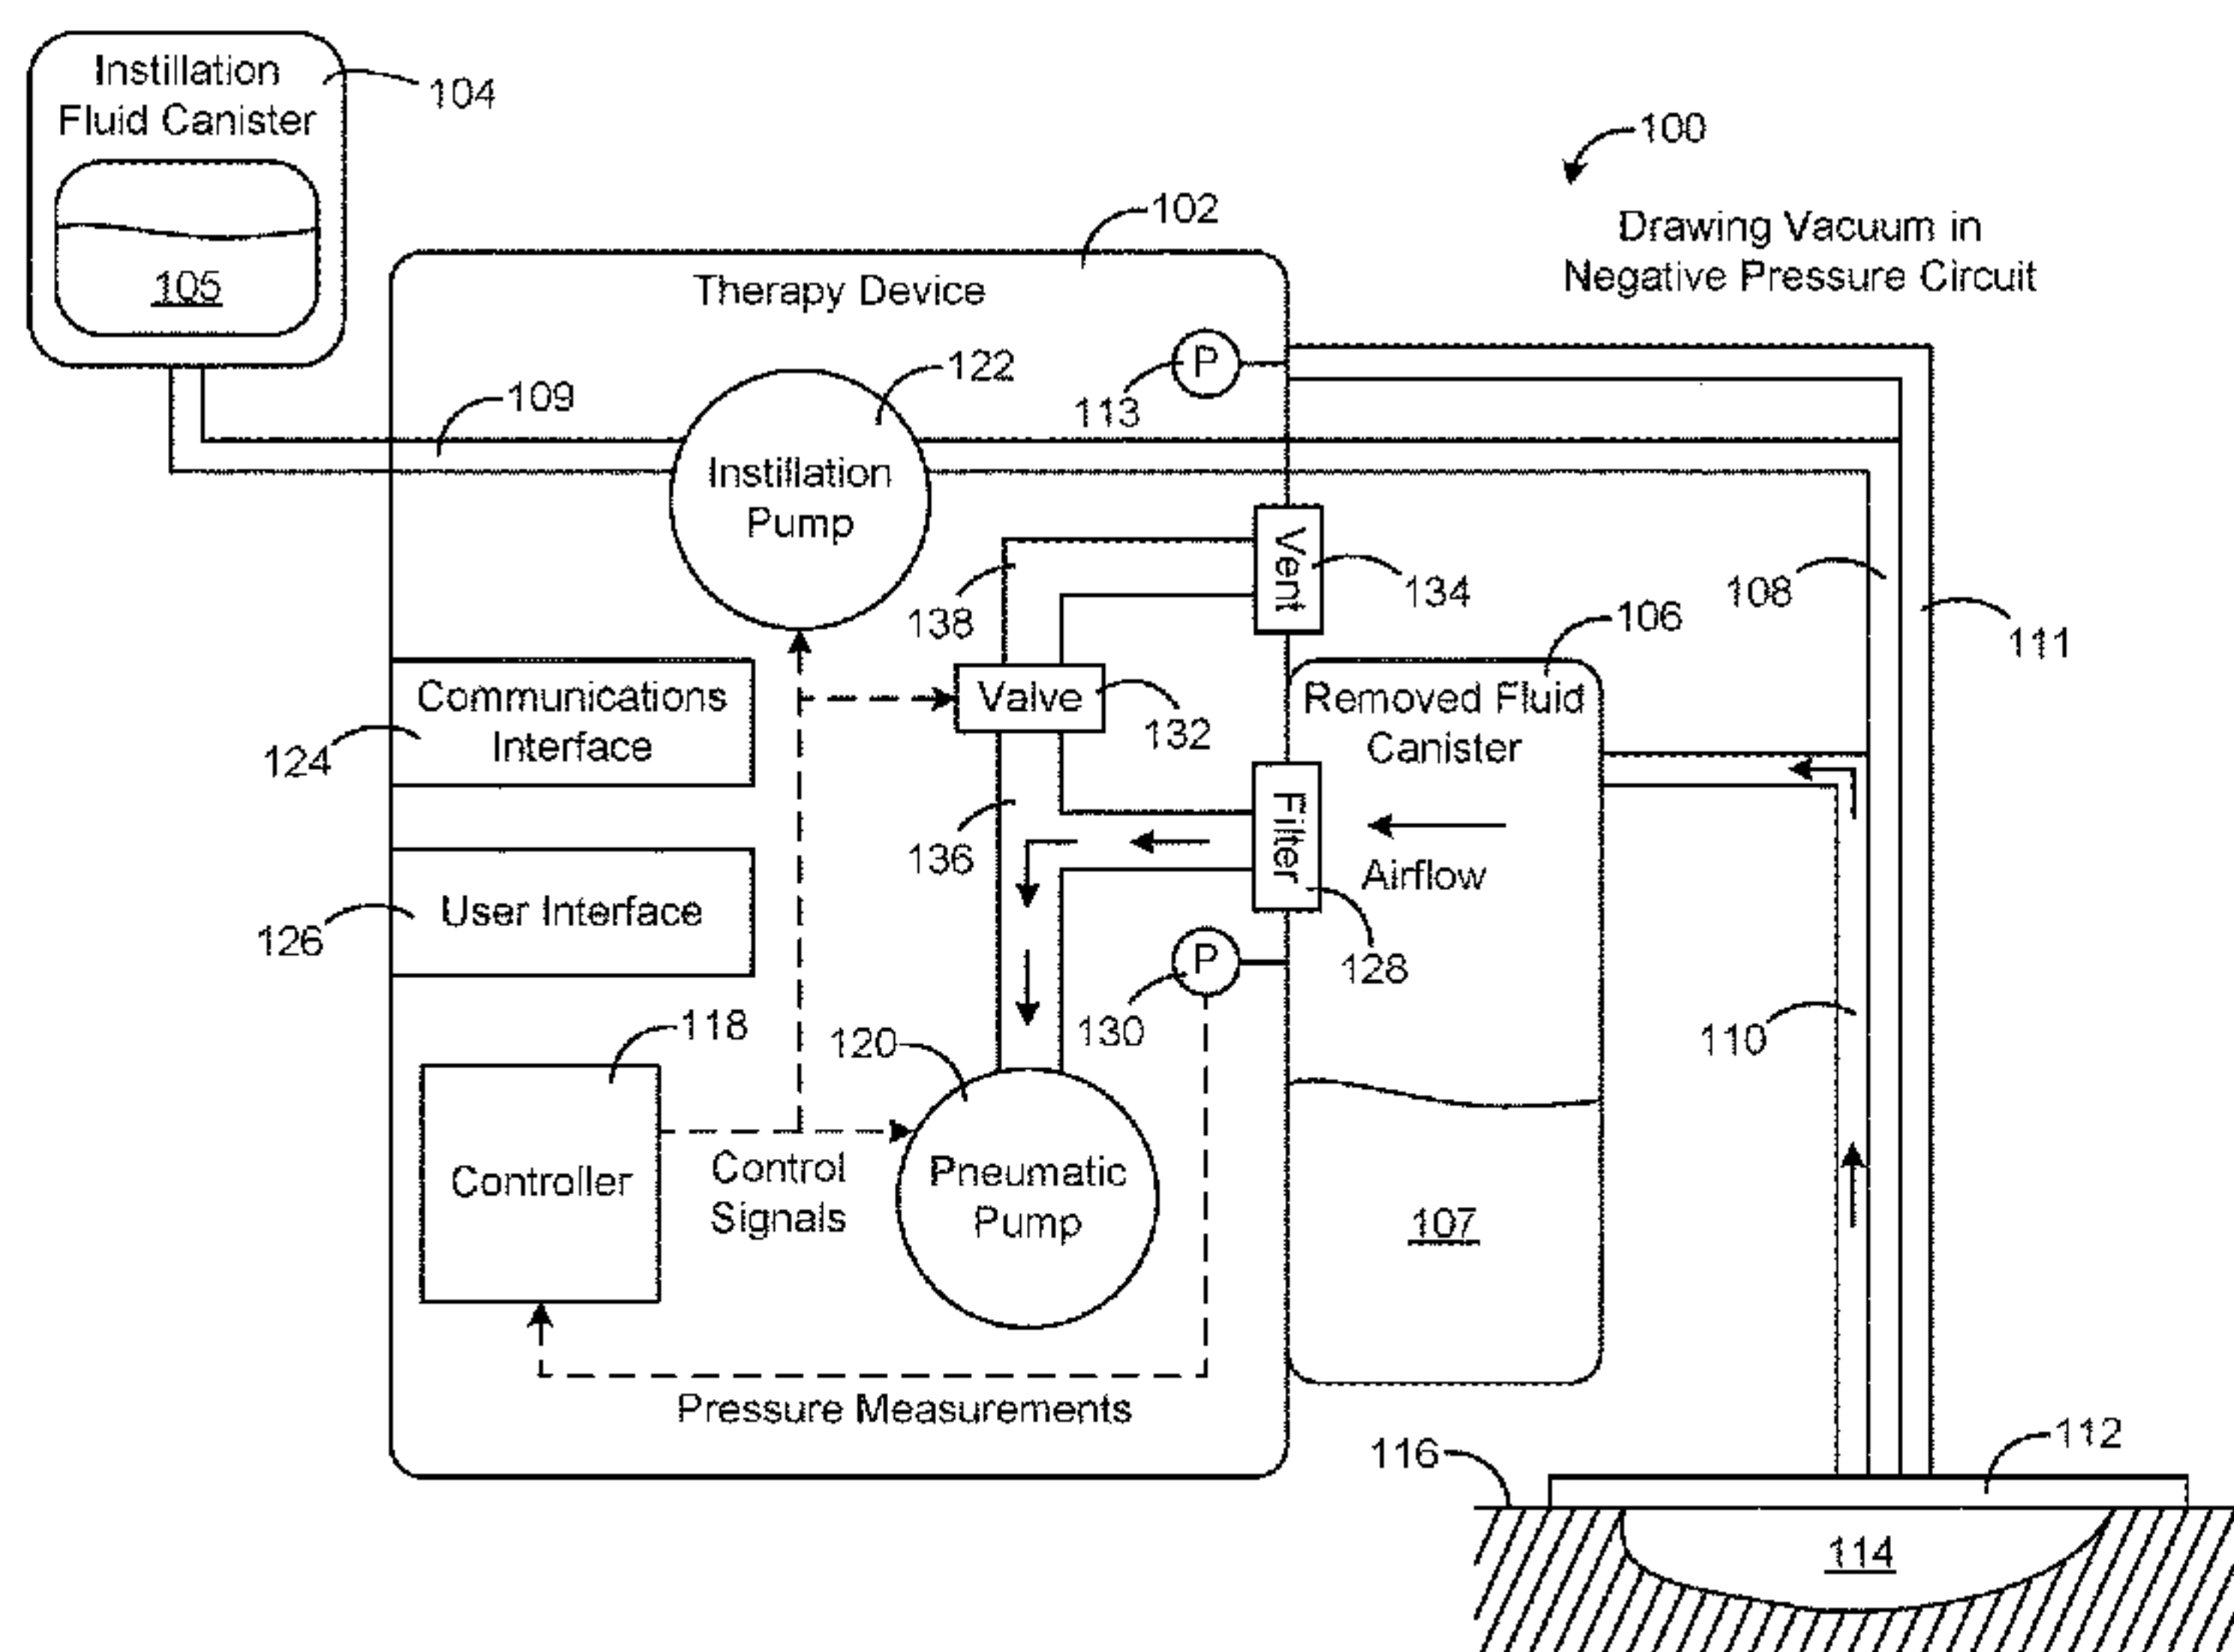 Instillation
Fluid Canister
104
105
100
Drawing Vacuum in
Negative Pressure Circuit
102
Therapy Device
P
113
122
109
Instillation
Pump
Vent
134
138
108
111
106
Communications
Interface
124
Valve
132
Removed Fluid
Canister
136
Filter
Airflow
128
User Interface
126
P
130
110
118
120
Controller
Control
Signals
Pneumatic
Pump
107
Pressure Measurements
116
112
114